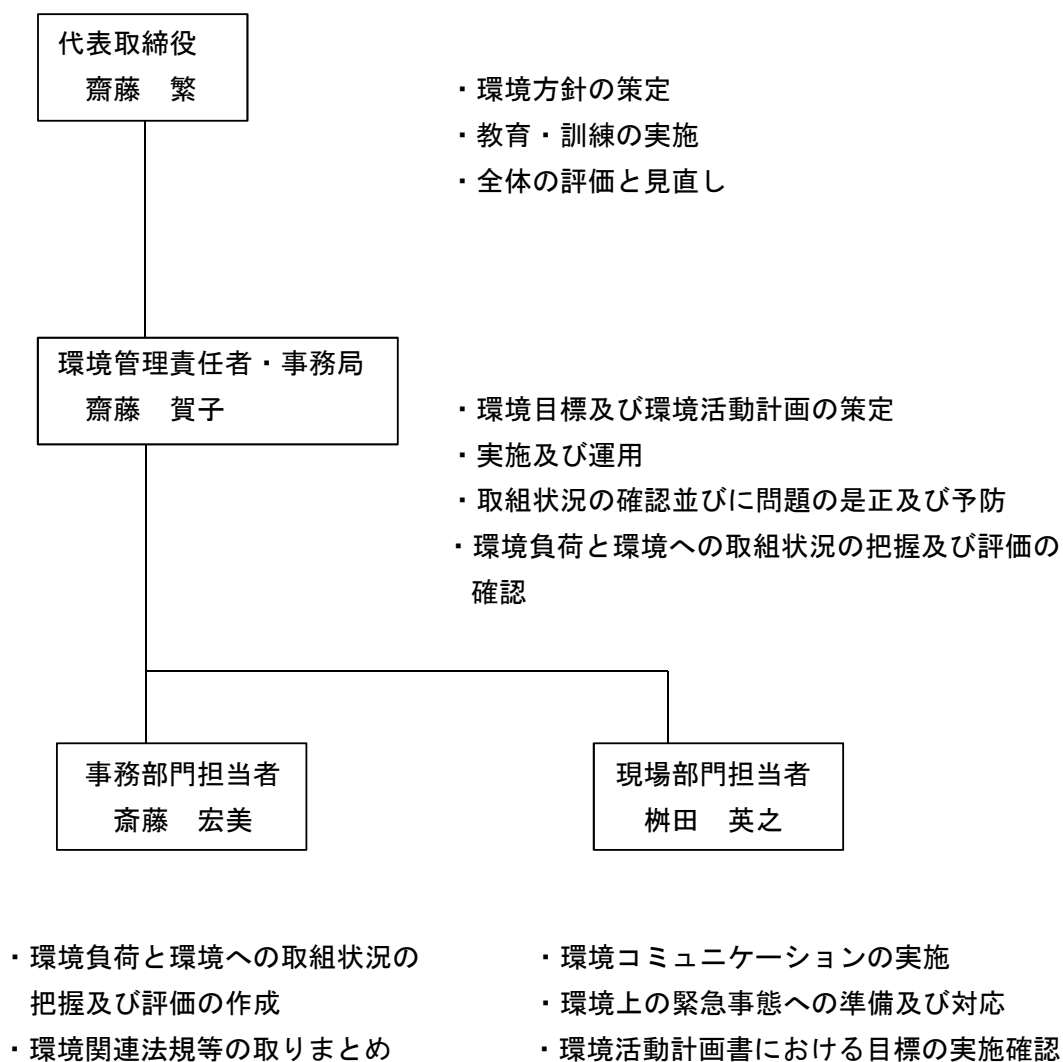 代表取締役
齋藤　繁
・環境方針の策定
・教育・訓練の実施
・全体の評価と見直し
環境管理責任者・事務局
齋藤　賀子
・環境目標及び環境活動計画の策定
・実施及び運用
・取組状況の確認並びに問題の是正及び予防
・環境負荷と環境への取組状況の把握及び評価の
確認
事務部門担当者
斎藤　宏美
現場部門担当者
桝田　英之
・環境負荷と環境への取組状況の
把握及び評価の作成
・環境関連法規等の取りまとめ
・環境コミュニケーションの実施
・環境上の緊急事態への準備及び対応
・環境活動計画書における目標の実施確認